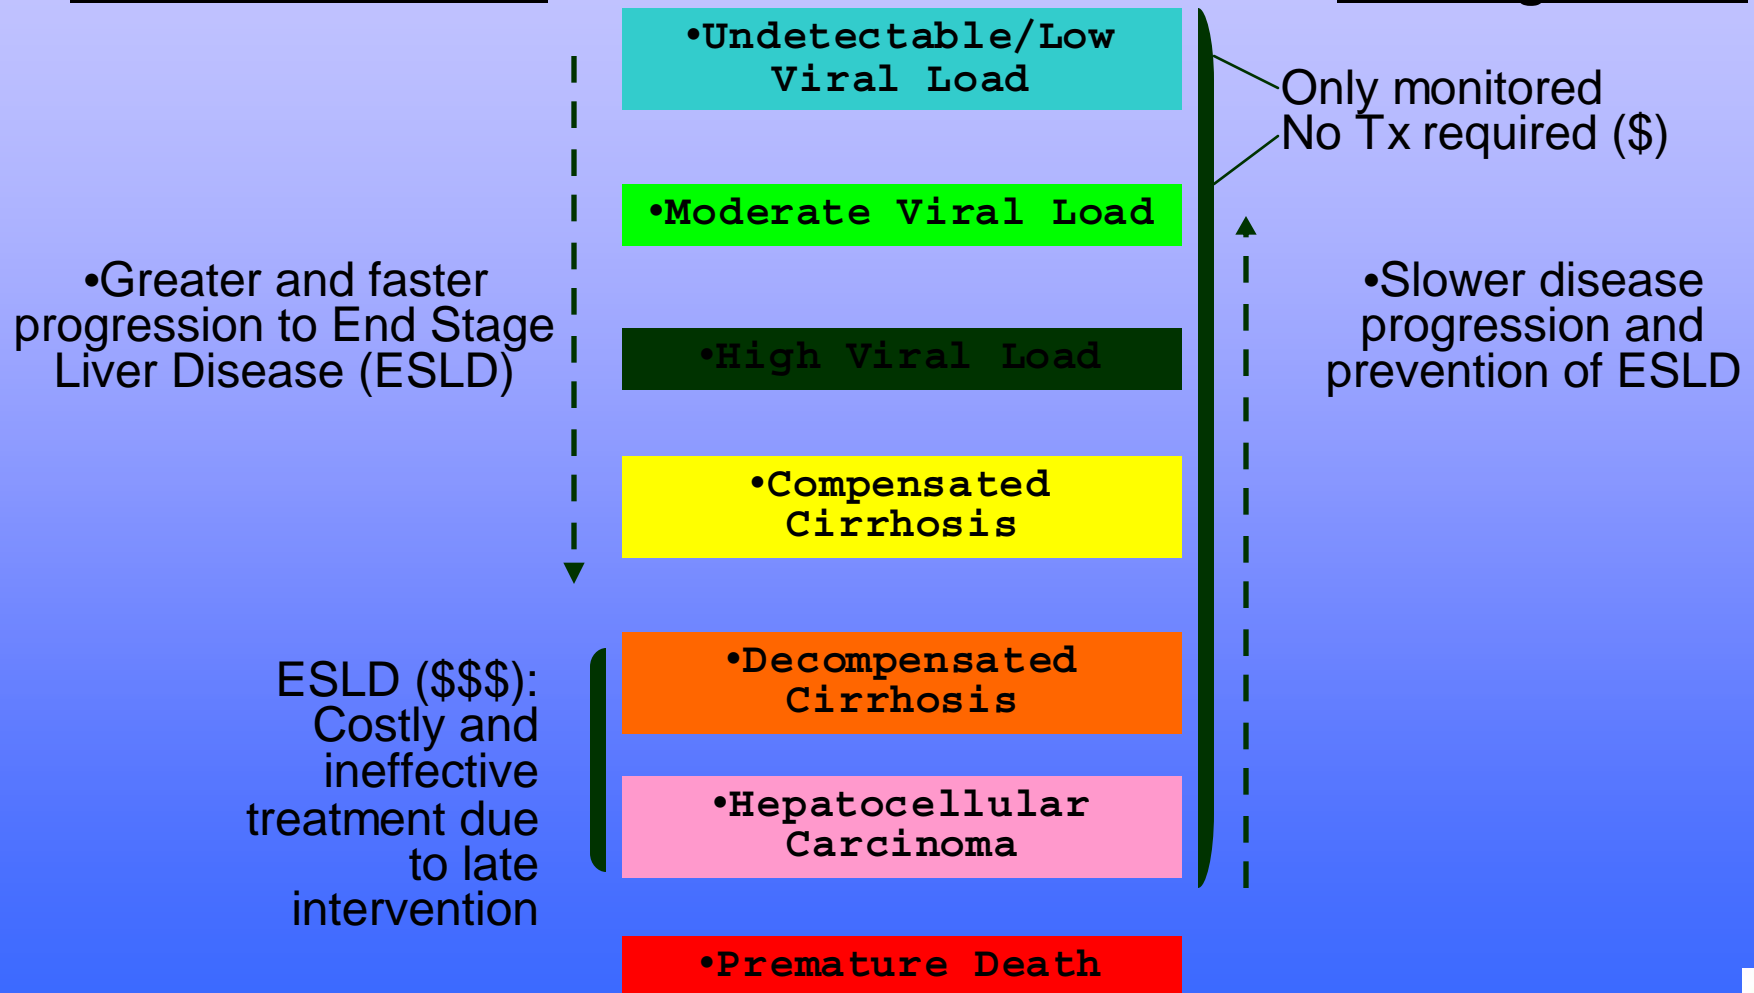 •Undetectable/Low
Viral Load
Only monitored
No Tx required ($)
•Moderate Viral Load
•Greater and faster
progression to End Stage
Liver Disease (ESLD)
•High Viral Load
•Slower disease
progression and
prevention of ESLD
•Compensated
Cirrhosis
•Decompensated
Cirrhosis
ESLD ($$$):
Costly and
ineffective
treatment due
to late
intervention
•Hepatocellular
Carcinoma
•Premature Death